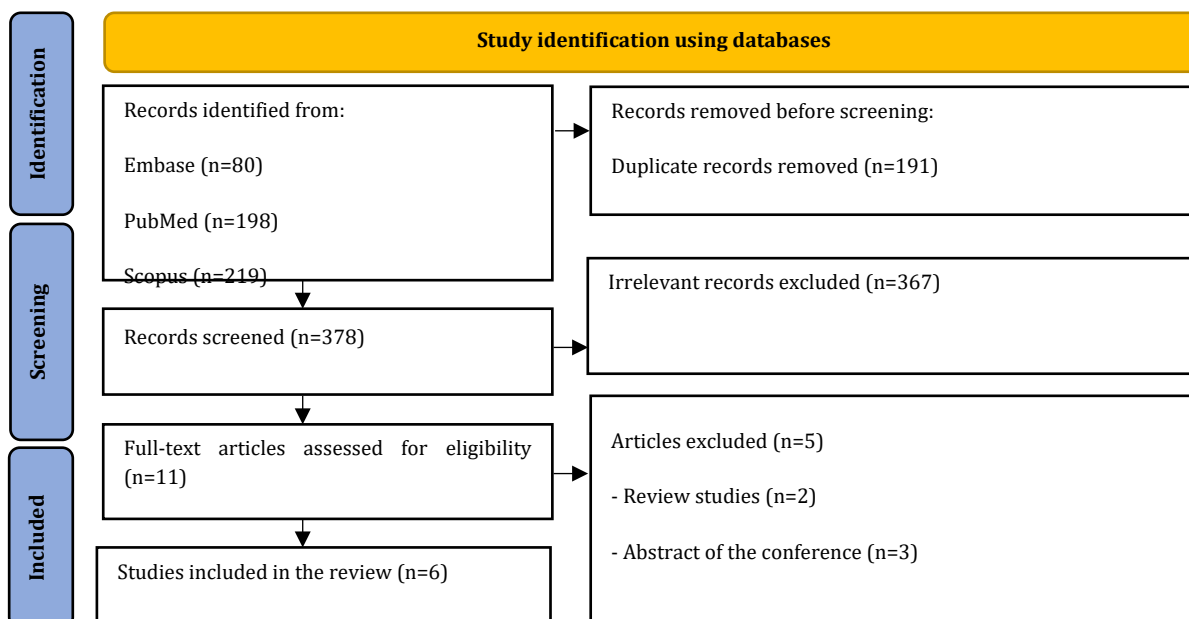 Study identification using databases
Identification
Records identified from:
Embase (n=80)
PubMed (n=198)
Scopus (n=219)
Records removed before screening:
Duplicate records removed (n=191)
Screening
Irrelevant records excluded (n=367)
Records screened (n=378)
Full-text articles assessed for eligibility
(n=11)
Articles excluded (n=5)
- Review studies (n=2)
- Abstract of the conference (n=3)
Included
Studies included in the review (n=6)